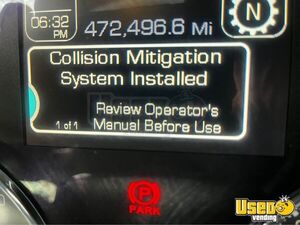 06:32
PM
472,496.6 Mi
N
Collision Mitigation
System Installed
Review Operator's
1 of 1 Manual Before Use
P
PARK
Used
vending